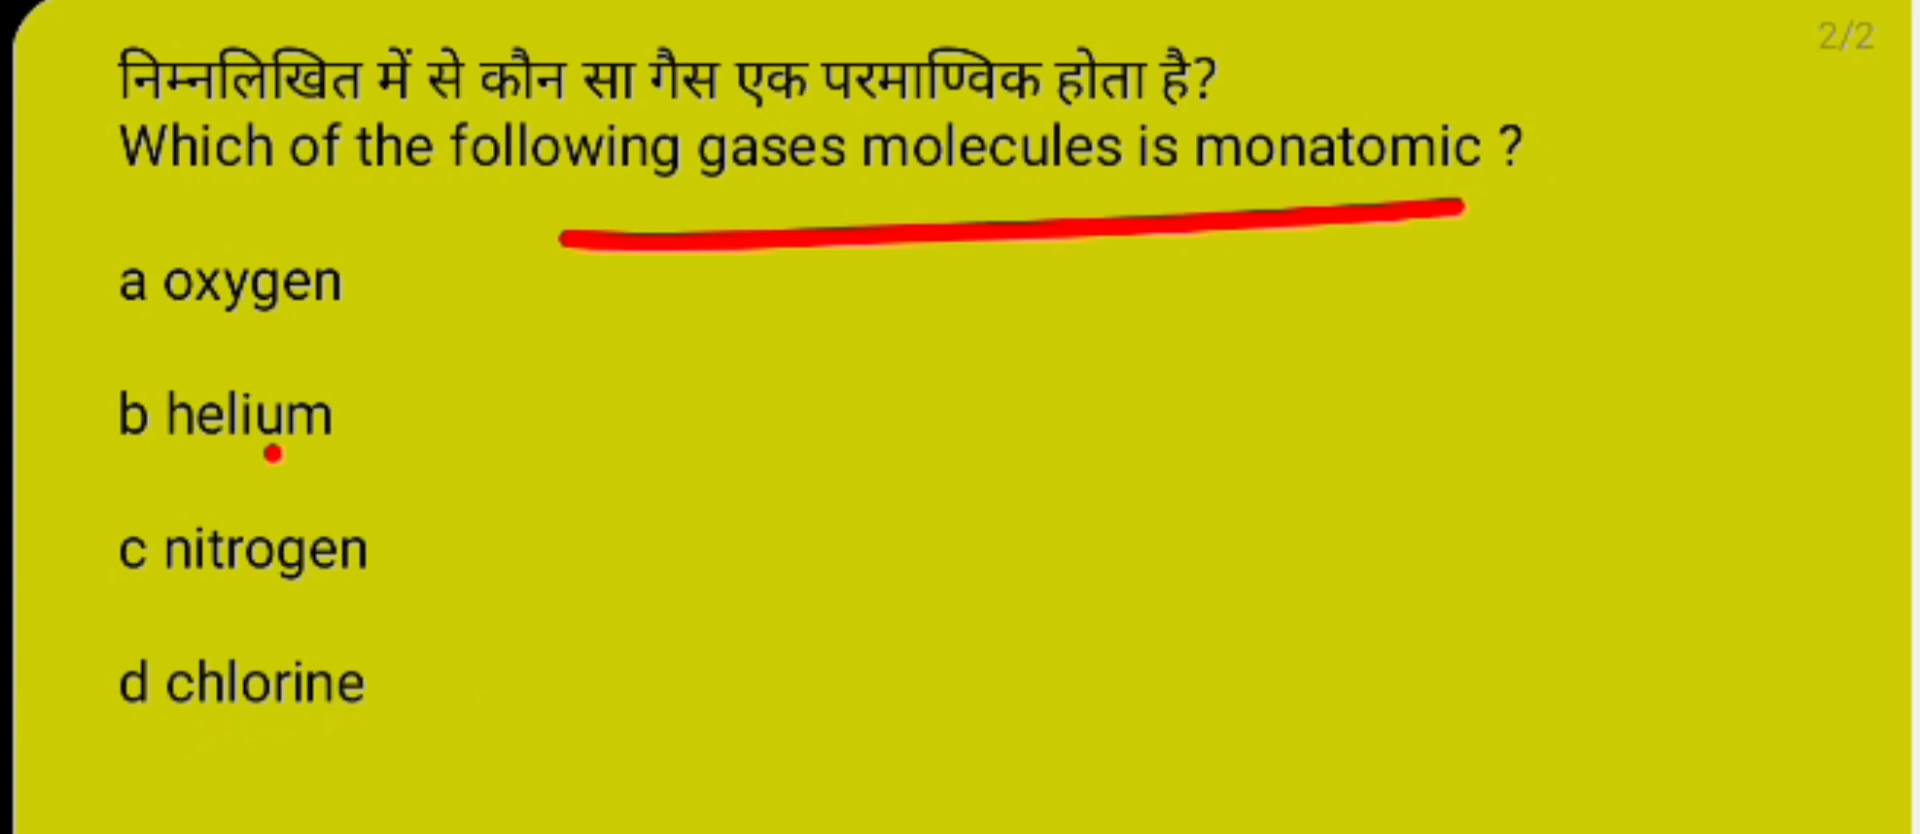 2/2
निम्नलिखित में से कौन सा गैस एक परमाण्विक होता है?
Which of the following gases molecules is monatomic ?
a oxygen
b helium
c nitrogen
d chlorine